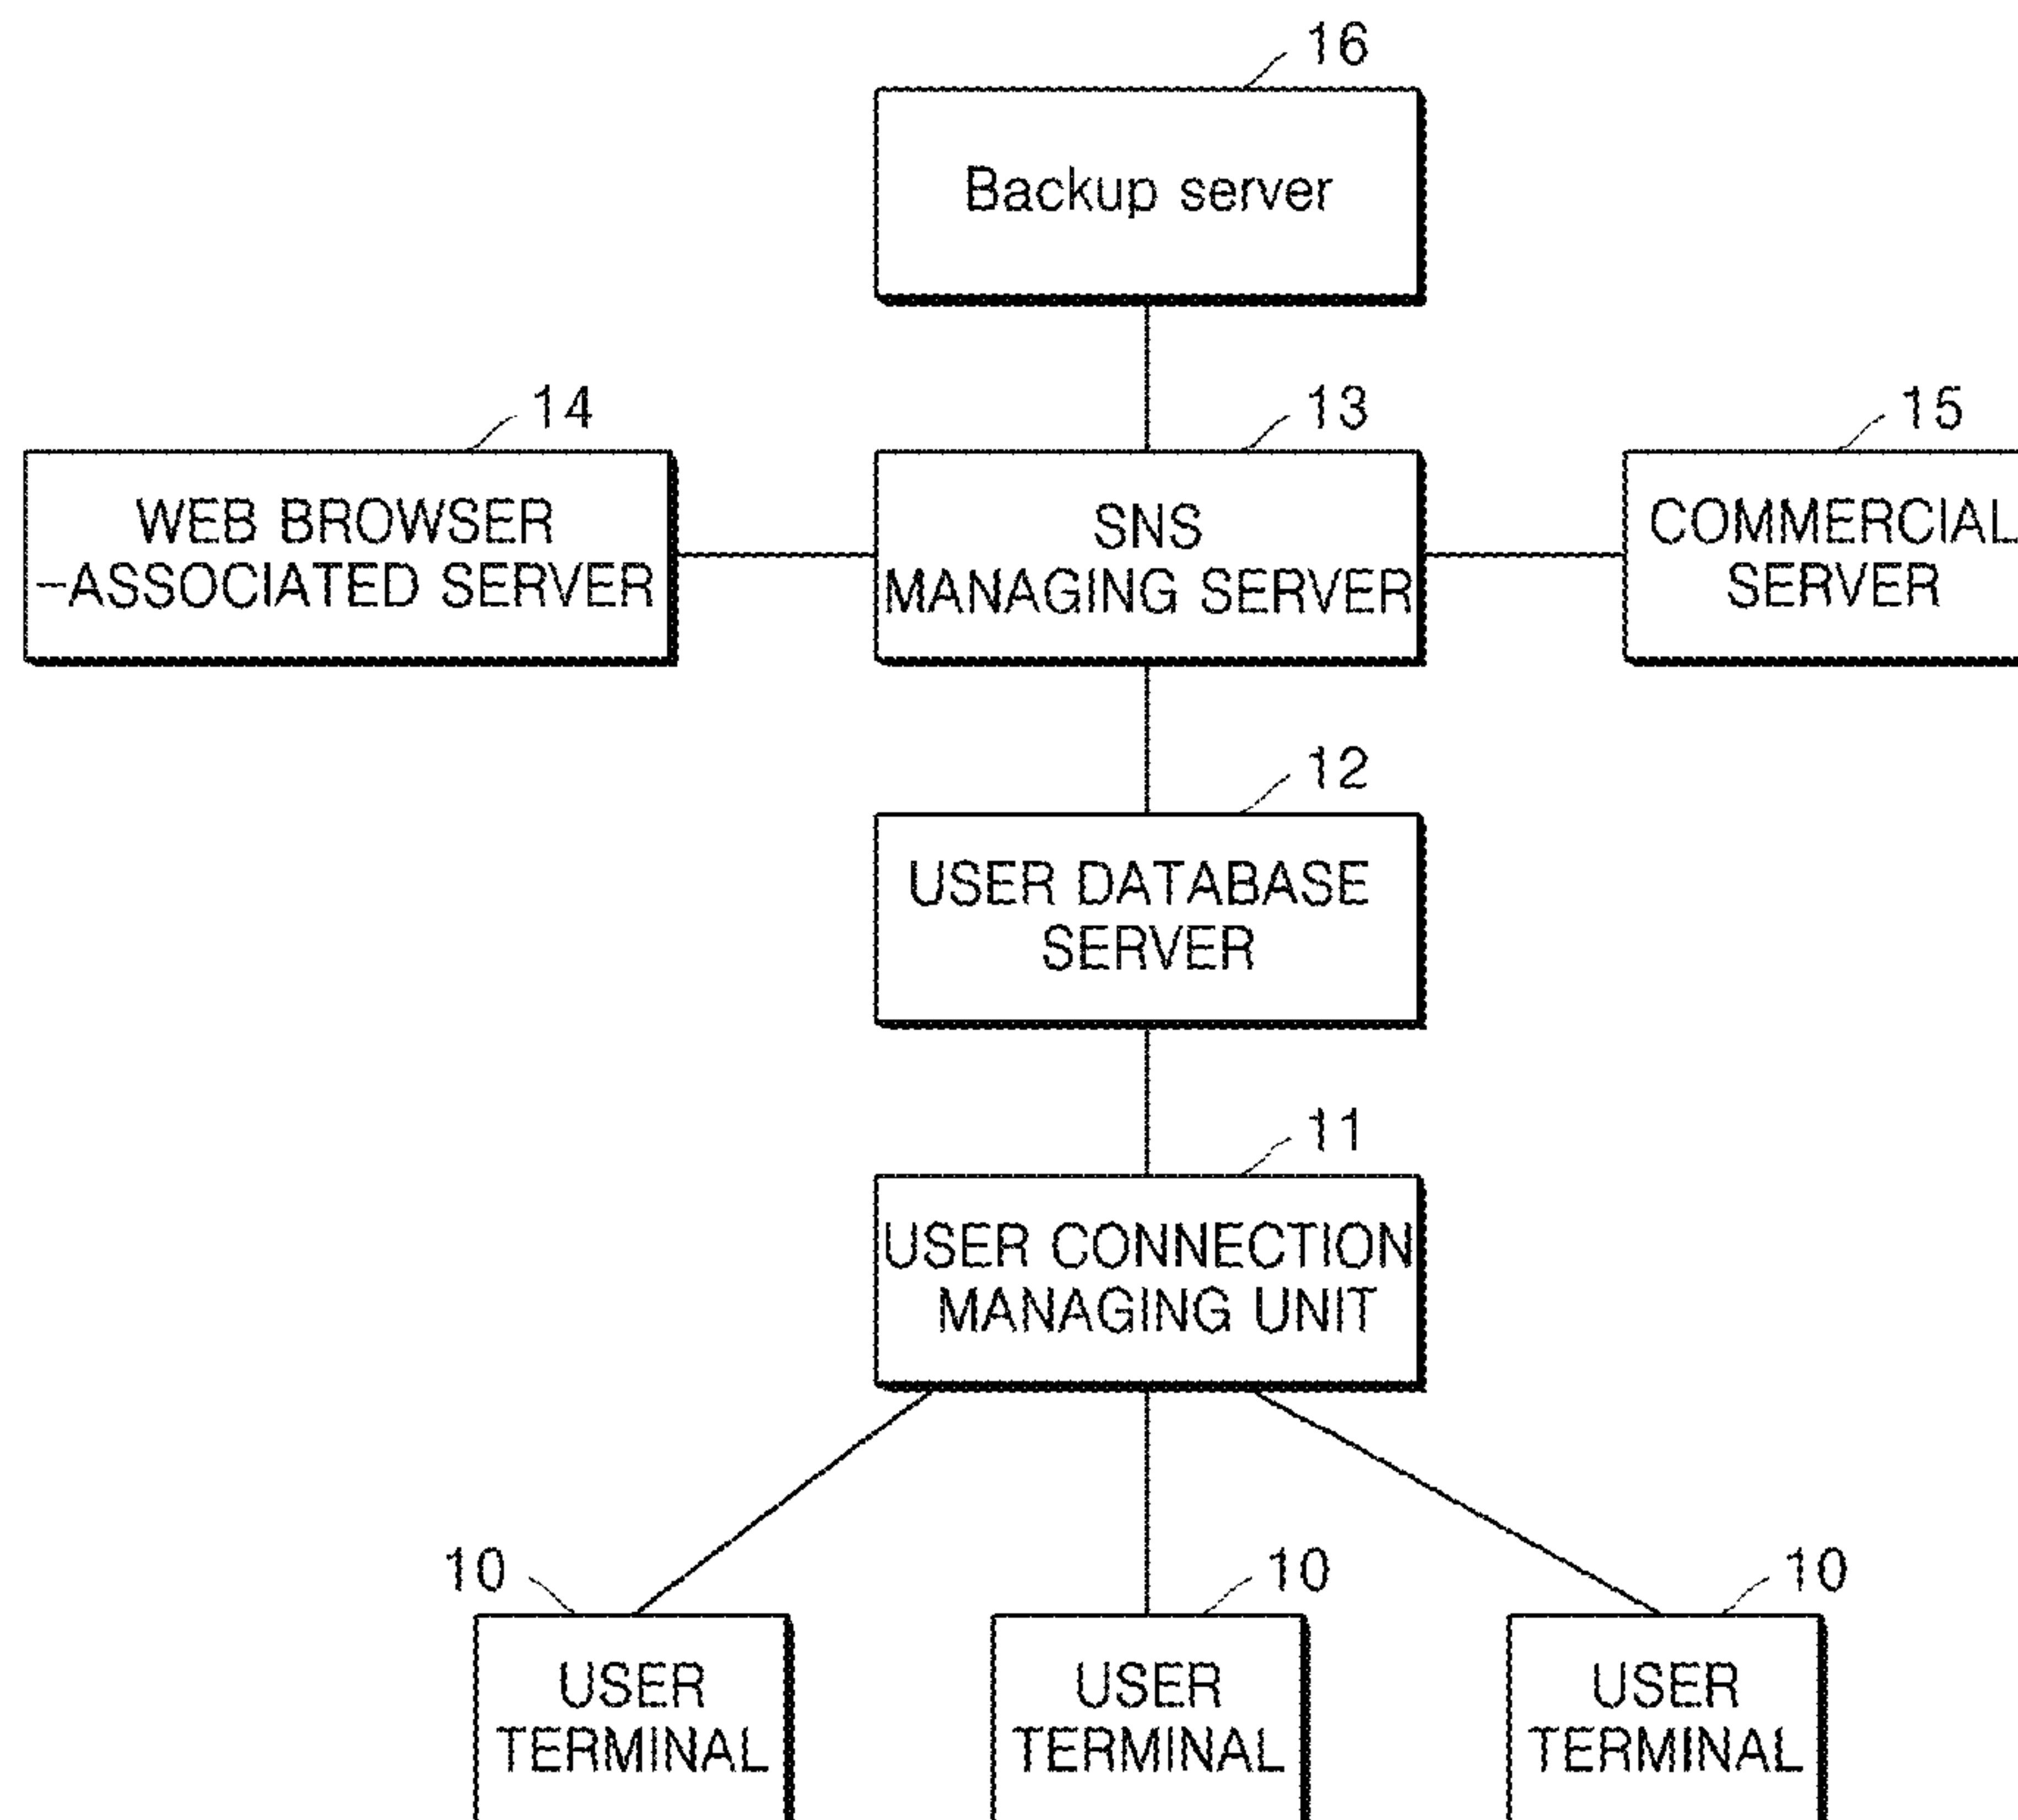 16
Backup server
14
13
15
WEB BROWSER
-ASSOCIATED SERVER
SNS
MANAGING SERVER
COMMERCIAL
SERVER
12
USER DATABASE
SERVER
11
USER CONNECTION
MANAGING UNIT
10
10
10
USER
TERMINAL
USER
TERMINAL
USER
TERMINAL